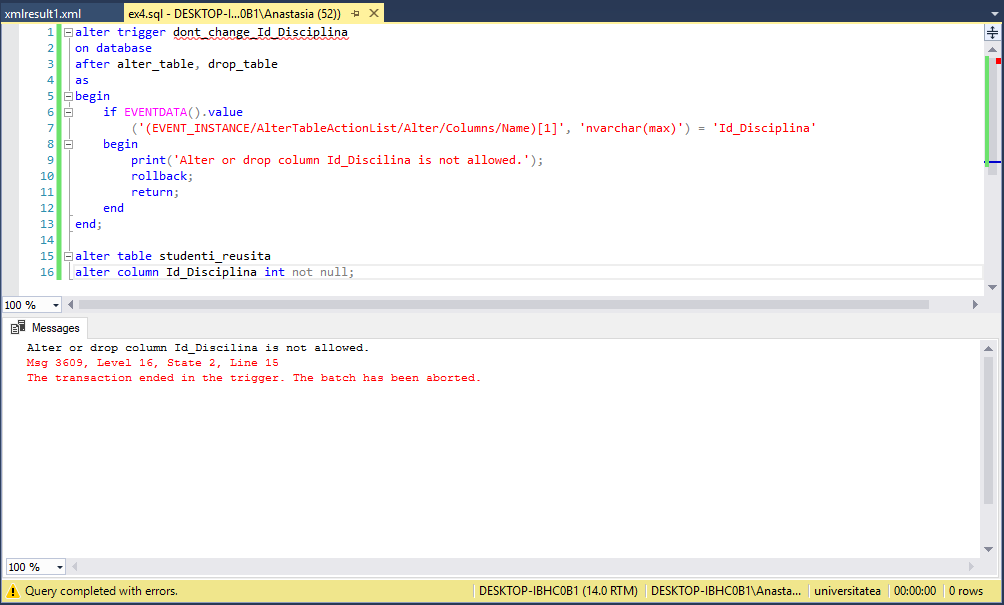 xmlresult1.xml
ex4.sql - DESKTOP-I...0B1\Anastasia (52))
1 alter trigger dont_change_Id_Disciplina
2 on database
3 after alter_table, drop_table
4 as
5 begin
6 if EVENTDATA().value
7 ('(EVENT_INSTANCE/AlterTableActionList/Alter/Columns/Name)[1]', 'nvarchar(max)') = 'Id_Disciplina'
8 begin
9 print('Alter or drop column Id_Discilina is not allowed.');
10 rollback;
11 return;
12 end
13 end;
14
15 alter table studenti_reusita
16 alter column Id_Disciplina int not null;
100 %
Messages
Alter or drop column Id_Discilina is not allowed.
Msg 3609, Level 16, State 2, Line 15
The transaction ended in the trigger. The batch has been aborted.
100 %
Query completed with errors.
DESKTOP-IBHC0B1 (14.0 RTM)
DESKTOP-IBHC0B1\Anasta...
universitatea
00:00:00
0 rows